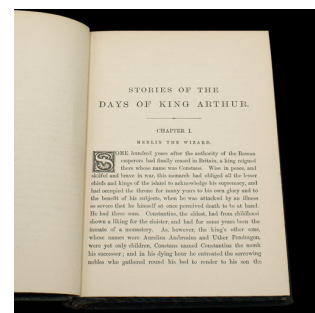 STORIES OF THE
DAYS OF KING ARTHUR.
CHAPTER I.
MERLIN THE WIZARD.
SOME hundred years after the authority of the Roman
emperors had finally ceased in Britain, a king reigned
there whose name was Constans. Wise in peace, and
skilful and brave in war, this monarch had obliged all the lesser
chiefs and kings of the island to acknowledge his supremacy, and
had occupied the throne for many years to his own glory and to
the benefit of his subjects, when he was attacked by an illness
so severe that he himself at once perceived death to be at hand.
He had three sons. Constantius, the eldest, had from childhood
shown a liking for the cloister, and had for some years been the
inmate of a monastery. As, however, the king's other sons,
whose names were Aurelius Ambrosius and Uther Pendragon,
were yet only children, Constans named Constantius the monk
his successor; and in his dying hour he entreated the sorrowing
nobles who gathered round his bed to render to his son the